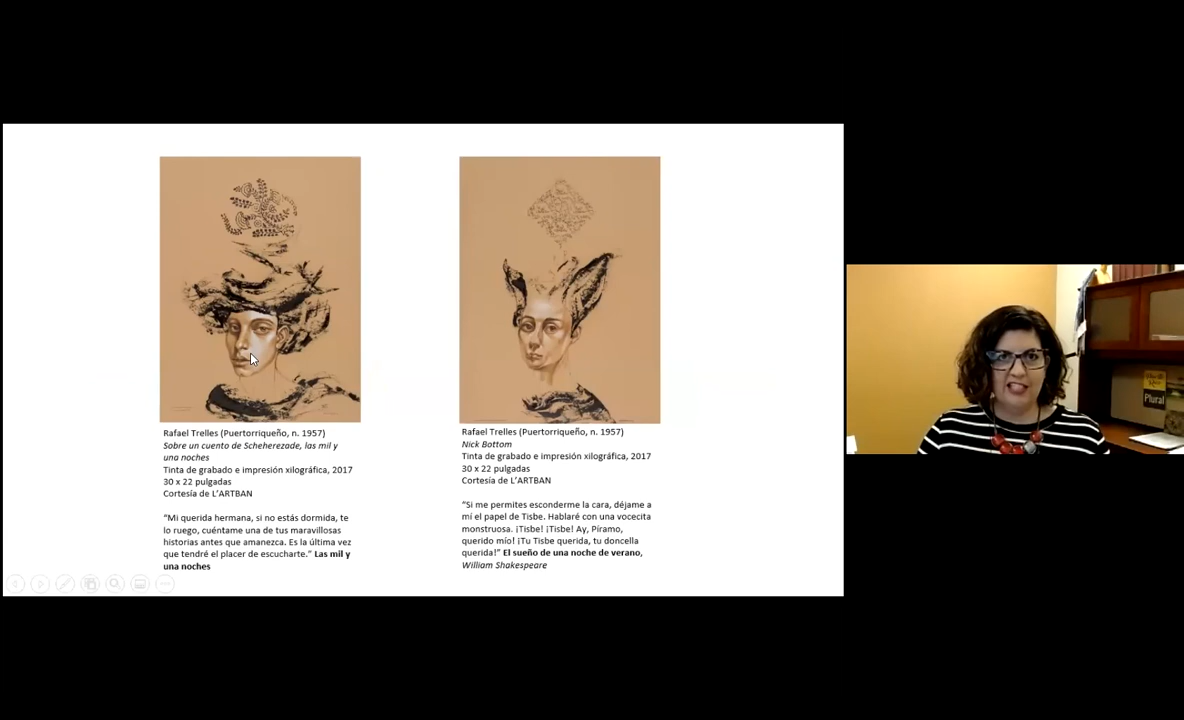 Rafael Trelles (Puertorriqueño, n. 1957)
Sobre un cuento de Scheherezade, las mil y
una noches
Tinta de grabado e impresión xilográfica, 2017
30 x 22 pulgadas
Cortesía de L’ARTBAN
“Mi querida hermana, si no estás dormida, te
lo ruego, cuéntame una de tus maravillosas
historias antes que amanezca. Es la última vez
que tendré el placer de escucharte.” Las mil y
una noches
Rafael Trelles (Puertorriqueño, n. 1957)
Nick Bottom
Tinta de grabado e impresión xilográfica, 2017
30 x 22 pulgadas
Cortesía de L’ARTBAN
“Si me permites esconderme la cara, déjame a
mí el papel de Tisbe. Hablaré con una vocecita
monstruosa. ¡Tisbe! ¡Tisbe! Ay, Píramo,
querido mío! ¡Tu Tisbe querida, tu doncella
querida!” El sueño de una noche de verano,
William Shakespeare
Plural